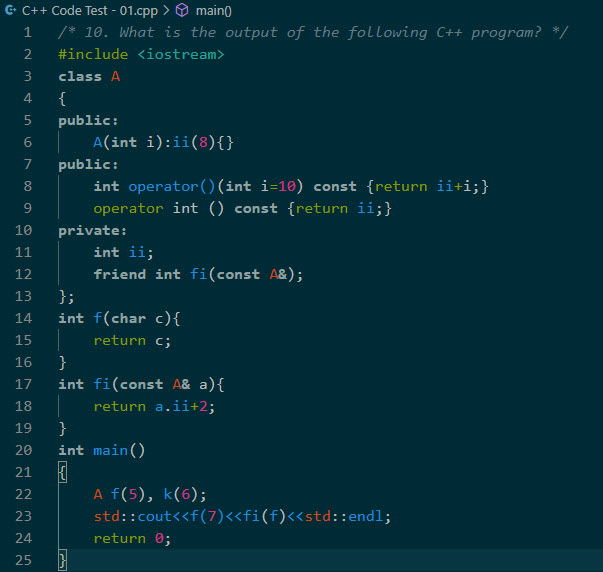 C++ Code Test - 01.cpp > main()
1 /* 10. What is the output of the following C++ program? */
2 #include <iostream>
3 class A
4 {
5 public:
6     A(int i):ii(8){}
7 public:
8     int operator()(int i=10) const {return ii+i;}
9     operator int () const {return ii;}
10 private:
11     int ii;
12     friend int fi(const A&);
13 };
14 int f(char c){
15     return c;
16 }
17 int fi(const A& a){
18     return a.ii+2;
19 }
20 int main()
21 {
22     A f(5), k(6);
23     std::cout<<f(7)<<fi(f)<<std::endl;
24     return 0;
25 }